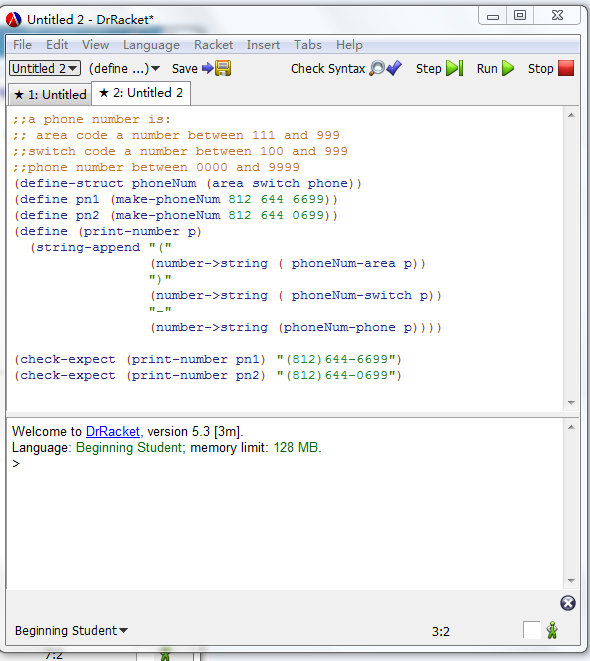 Untitled 2 - DrRacket*
File Edit View Language Racket Insert Tabs Help
Untitled 2 (define ...) Save Check Syntax Step Run Stop
★ 1: Untitled ★ 2: Untitled 2
;;a phone number is:
;; area code a number between 111 and 999
;;switch code a number between 100 and 999
;;phone number between 0000 and 9999
(define-struct phoneNum (area switch phone))
(define pn1 (make-phoneNum 812 644 6699))
(define pn2 (make-phoneNum 812 644 0699))
(define (print-number p)
(string-append "("
(number->string ( phoneNum-area p))
")"
(number->string ( phoneNum-switch p))
"-"
(number->string (phoneNum-phone p))))
(check-expect (print-number pn1) "(812)644-6699")
(check-expect (print-number pn2) "(812)644-0699")
Welcome to DrRacket, version 5.3 [3m].
Language: Beginning Student; memory limit: 128 MB.
>
Beginning Student 3:2
7:2